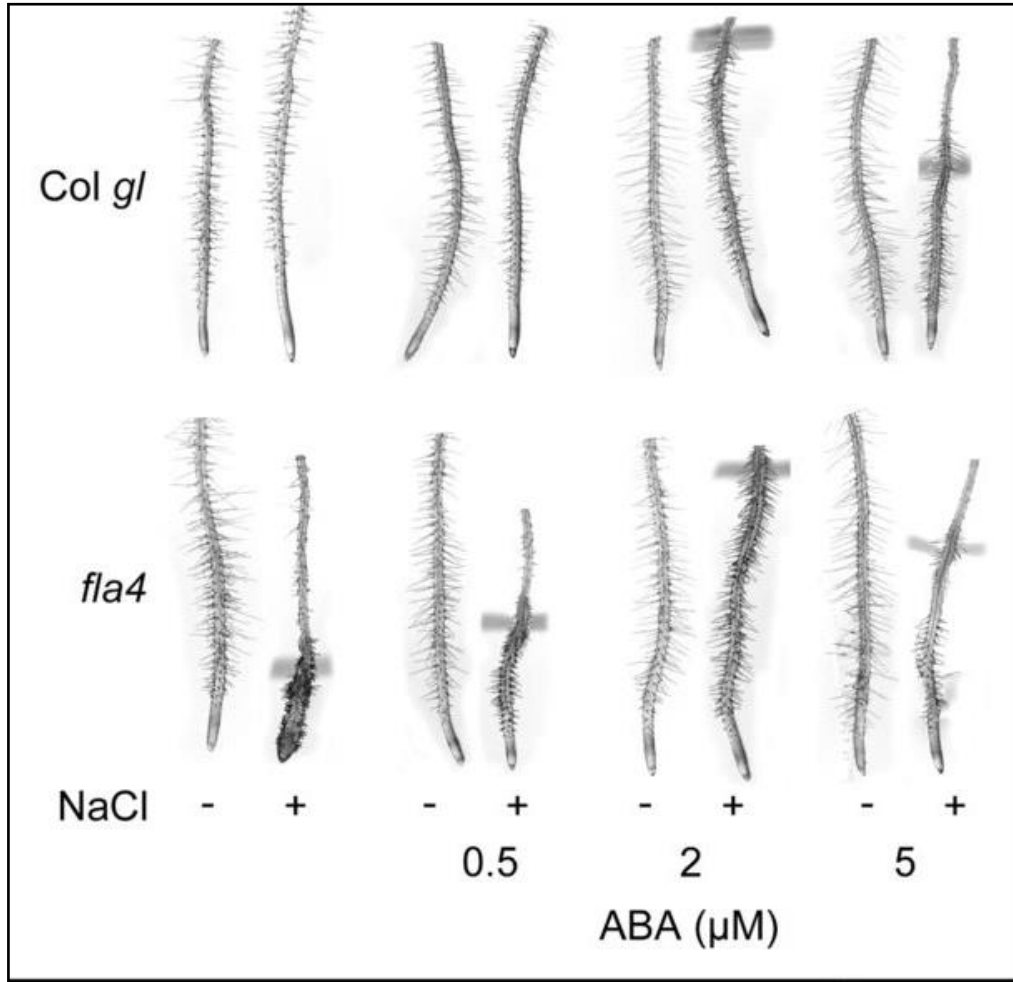 Col gl
fla4
NaCl - + - + - + - +
0.5 2 5
ABA (µM)